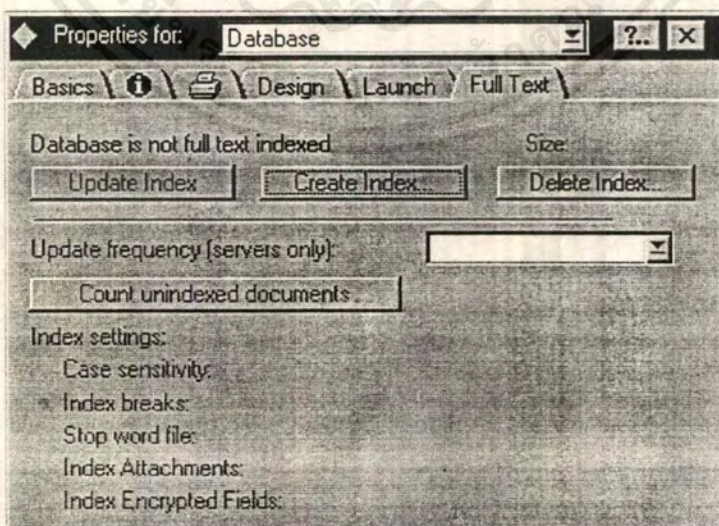 Properties for: Database ?.. X
Basics Design Launch Full Text
Database is not full text indexed. Size:
Update Index Create Index... Delete Index...
Update frequency (servers only):
Count unindexed documents...
Index settings:
Case sensitivity:
Index breaks:
Stop word file:
Index Attachments:
Index Encrypted Fields: